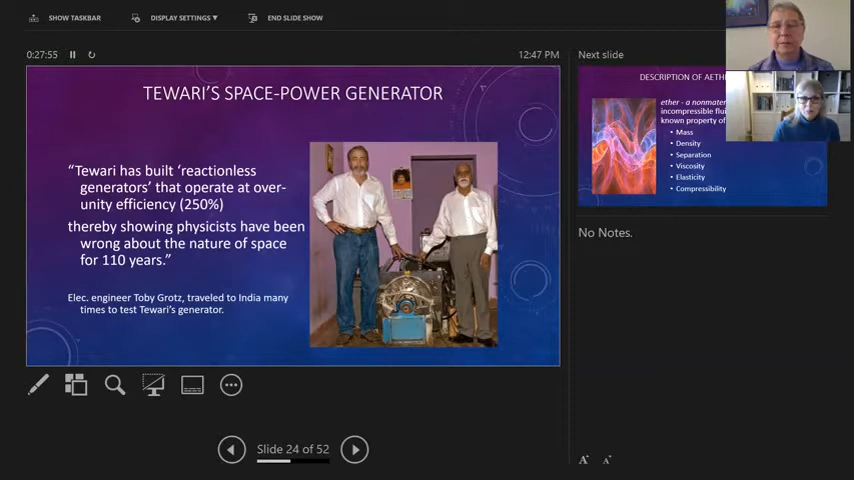 SHOW TASKBAR
DISPLAY SETTINGS ▼
END SLIDE SHOW
0:27:55
12:47 PM
TEWARI'S SPACE-POWER GENERATOR
“Tewari has built ‘reactionless
generators’ that operate at over-
unity efficiency (250%)
thereby showing physicists have been
wrong about the nature of space
for 110 years.”
Elec. engineer Toby Grotz, traveled to India many
times to test Tewari's generator.
Slide 24 of 52
Next slide
DESCRIPTION OF
ether - a
incompressible
known property of
• Mass
• Density
• Separation
• Viscosity
• Elasticity
• Compressibility
No Notes.
A A